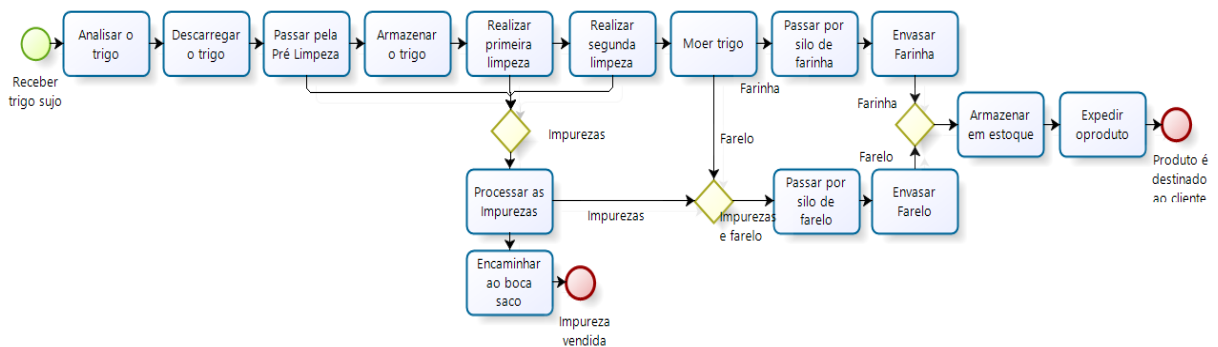 Receber
trigo sujo
Analisar o
trigo
Descarregar
o trigo
Passar pela
Pré Limpeza
Armazenar
o trigo
Realizar
primeira
limpeza
Realizar
segunda
limpeza
Moer trigo
Farinha
Passar por
silo de
farinha
Envasar
Farinha
Farinha
Impurezas
Farelo
Farelo
Armazenar
em estoque
Expedir
oproduto
Produto é
destinado
ao cliente
Processar as
Impurezas
Impurezas
Impurezas
e farelo
Passar por
silo de
farelo
Envasar
Farelo
Encaminhar
ao boca
saco
Impureza
vendida